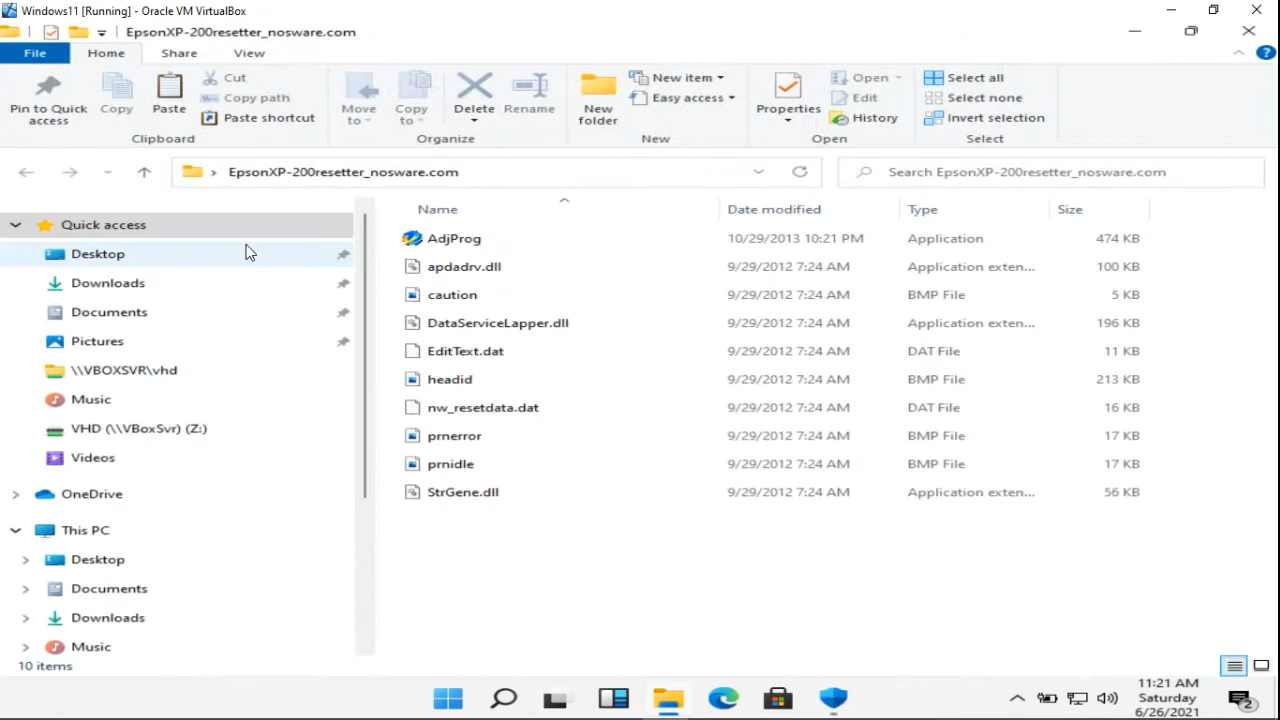 Windows11 [Running] - Oracle VM VirtualBox
EpsonXP-200resetter_nosware.com
File Home Share View
Pin to Quick access
Copy
Paste
Cut
Copy path
Paste shortcut
Clipboard
Move to
Copy to
Delete
Rename
Organize
New folder
New item
Easy access
New
Properties
Open
Edit
History
Open
Select all
Select none
Invert selection
Select
EpsonXP-200resetter_nosware.com
Search EpsonXP-200resetter_nosware.com
Quick access
Desktop
Downloads
Documents
Pictures
\\VBOXSVR\vhd
Music
VHD (\\VBoxSvr) (Z:)
Videos
OneDrive
This PC
Desktop
Documents
Downloads
Music
Name Date modified Type Size
AdjProg 10/29/2013 10:21 PM Application 474 KB
apdadrv.dll 9/29/2012 7:24 AM Application exten... 100 KB
caution 9/29/2012 7:24 AM BMP File 5 KB
DataServiceLapper.dll 9/29/2012 7:24 AM Application exten... 196 KB
EditText.dat 9/29/2012 7:24 AM DAT File 11 KB
headid 9/29/2012 7:24 AM BMP File 213 KB
nw_resetdata.dat 9/29/2012 7:24 AM DAT File 16 KB
prnerror 9/29/2012 7:24 AM BMP File 17 KB
prnidle 9/29/2012 7:24 AM BMP File 17 KB
StrGene.dll 9/29/2012 7:24 AM Application exten... 56 KB
10 items
11:21 AM
Saturday
6/26/2021
2